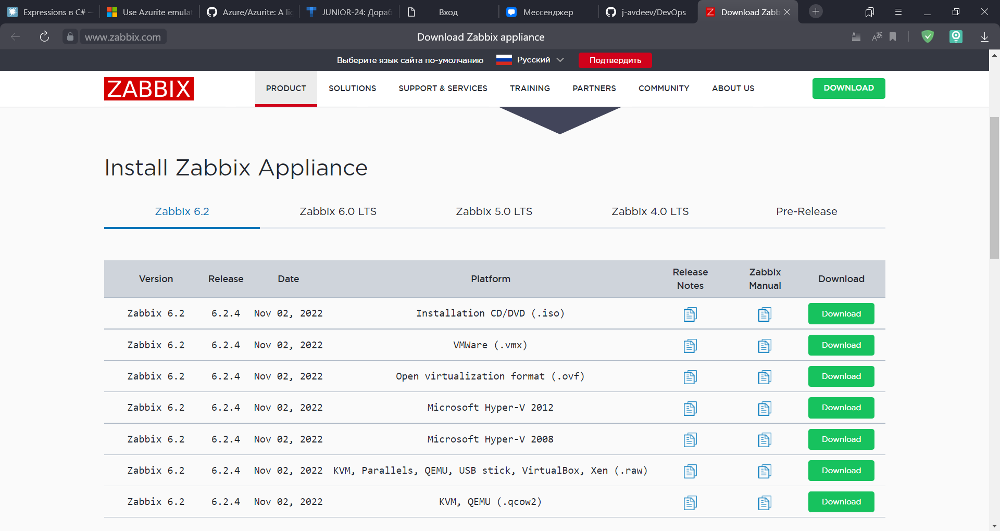 Expressions в C# –
Use Azurite emulat
Azure/Azurite: A lig
JUNIOR-24: Дораб
Вход
Мессенджер
j-avdeev/DevOps
Download Zabb
www.zabbix.com
Download Zabbix appliance
Выберите язык сайта по-умолчанию
Русский
Подтвердить
ZABBIX
PRODUCT
SOLUTIONS
SUPPORT & SERVICES
TRAINING
PARTNERS
COMMUNITY
ABOUT US
DOWNLOAD
Install Zabbix Appliance
Zabbix 6.2
Zabbix 6.0 LTS
Zabbix 5.0 LTS
Zabbix 4.0 LTS
Pre-Release
Version Release Date Platform Release Notes Zabbix Manual Download
Zabbix 6.2 6.2.4 Nov 02, 2022 Installation CD/DVD (.iso) Download
Zabbix 6.2 6.2.4 Nov 02, 2022 VMWare (.vmx) Download
Zabbix 6.2 6.2.4 Nov 02, 2022 Open virtualization format (.ovf) Download
Zabbix 6.2 6.2.4 Nov 02, 2022 Microsoft Hyper-V 2012 Download
Zabbix 6.2 6.2.4 Nov 02, 2022 Microsoft Hyper-V 2008 Download
Zabbix 6.2 6.2.4 Nov 02, 2022 KVM, Parallels, QEMU, USB stick, VirtualBox, Xen (.raw) Download
Zabbix 6.2 6.2.4 Nov 02, 2022 KVM, QEMU (.qcow2) Download